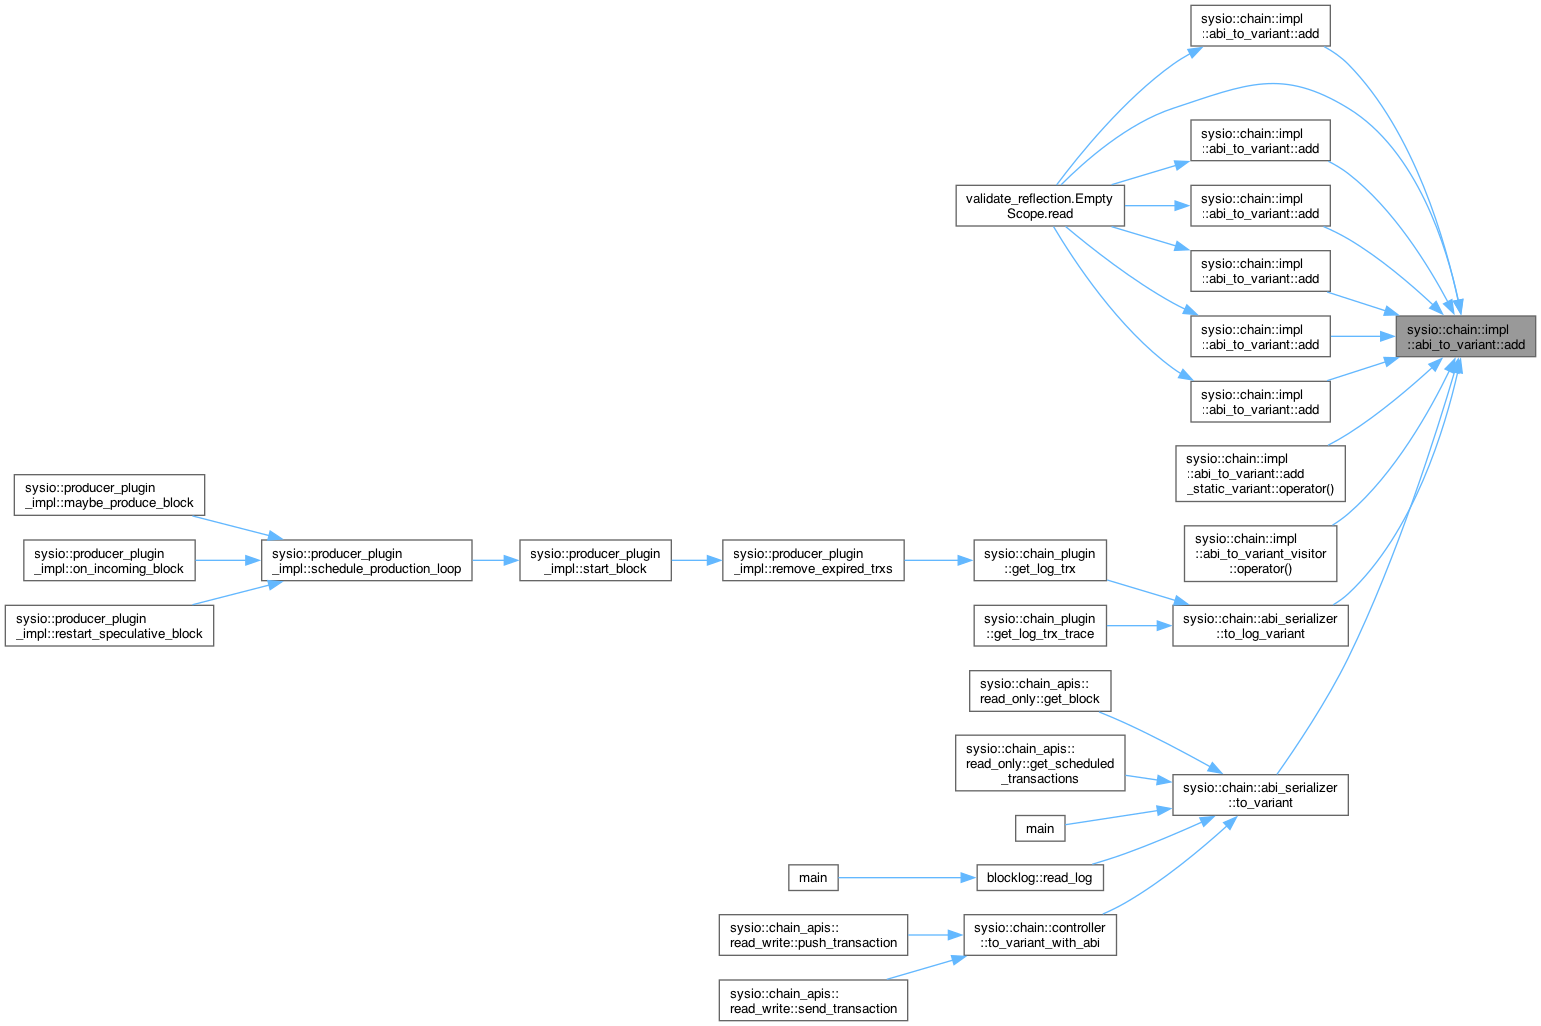 sysio::chain::impl
::abi_to_variant::add
sysio::chain::impl
::abi_to_variant::add
validate_reflection.Empty
Scope.read
sysio::chain::impl
::abi_to_variant::add
sysio::chain::impl
::abi_to_variant::add
sysio::chain::impl
::abi_to_variant::add
sysio::chain::impl
::abi_to_variant::add
sysio::chain::impl
::abi_to_variant::add
sysio::chain::impl
::abi_to_variant::add
_static_variant::operator()
sysio::producer_plugin
_impl::maybe_produce_block
sysio::producer_plugin
_impl::on_incoming_block
sysio::producer_plugin
_impl::schedule_production_loop
sysio::producer_plugin
_impl::start_block
sysio::producer_plugin
_impl::remove_expired_trxs
sysio::chain_plugin
::get_log_trx
sysio::chain::impl
::abi_to_variant_visitor
::operator()
sysio::producer_plugin
_impl::restart_speculative_block
sysio::chain_plugin
::get_log_trx_trace
sysio::chain::abi_serializer
::to_log_variant
sysio::chain_apis::
read_only::get_block
sysio::chain_apis::
read_only::get_scheduled
_transactions
sysio::chain::abi_serializer
::to_variant
main
main
blocklog::read_log
sysio::chain_apis::
read_write::push_transaction
sysio::chain::controller
::to_variant_with_abi
sysio::chain_apis::
read_write::send_transaction